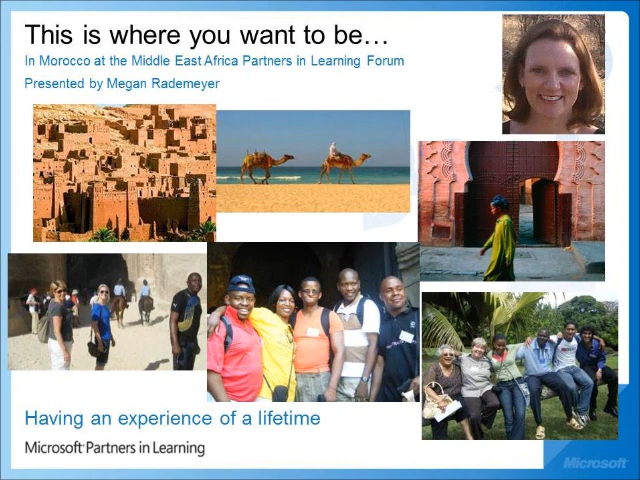 This is where you want to be…
In Morocco at the Middle East Africa Partners in Learning Forum
Presented by Megan Rademeyer
Having an experience of a lifetime
Microsoft Partners in Learning
Microsoft